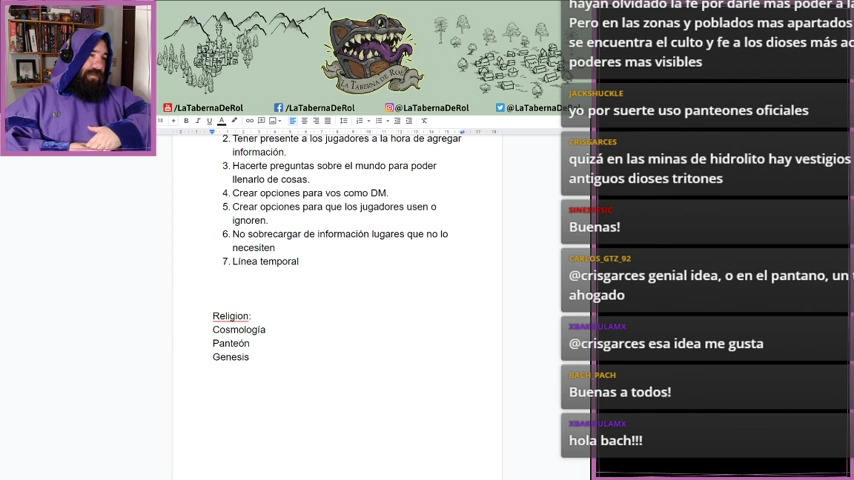 LA TABERNA DE ROL
/LaTabernaDeRol
/LaTabernaDeRol
@LaTabernaDeRol
@LaTabernaDeRol
2. Tener presente a los jugadores a la hora de agregar
información.
3. Hacerte preguntas sobre el mundo para poder
llenarlo de cosas.
4. Crear opciones para vos como DM.
5. Crear opciones para que los jugadores usen o
ignoren.
6. No sobrecargar de información lugares que no lo
necesiten
7. Línea temporal
Religion:
Cosmología
Panteón
Genesis
hayan olvidado la fe por darle mas poder a
Pero en las zonas y poblados mas apartados
se encuentra el culto y fe a los dioses más
poderes mas visibles
JACKSHUCKLE
yo por suerte uso panteones oficiales
CRISGARCES
quizá en las minas de hidrolito hay vestigios
antiguos dioses tritones
Buenas!
CARLOS_GTZ_92
@crisgarces genial idea, o en el pantano, un
ahogado
@crisgarces esa idea me gusta
BACH_PACH
Buenas a todos!
hola bach!!!